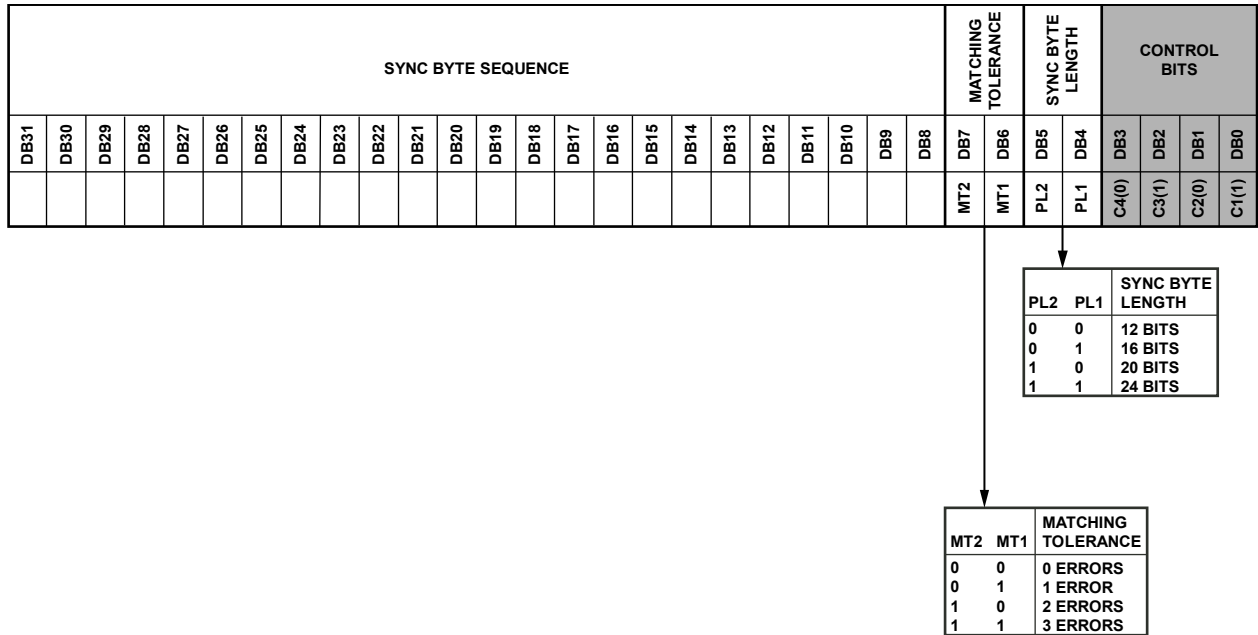 SYNC BYTE SEQUENCE
MATCHING
TOLERANCE
SYNC BYTE
LENGTH
CONTROL
BITS
DB31 DB30 DB29 DB28 DB27 DB26 DB25 DB24 DB23 DB22 DB21 DB20 DB19 DB18 DB17 DB16 DB15 DB14 DB13 DB12 DB11 DB10 DB9 DB8 DB7 DB6 DB5 DB4 DB3 DB2 DB1 DB0
MT2 MT1 PL2 PL1 C4(0) C3(1) C2(0) C1(1)
SYNC BYTE
PL2 PL1 LENGTH
0 0 12 BITS
0 1 16 BITS
1 0 20 BITS
1 1 24 BITS
MATCHING
MT2 MT1 TOLERANCE
0 0 0 ERRORS
0 1 1 ERROR
1 0 2 ERRORS
1 1 3 ERRORS